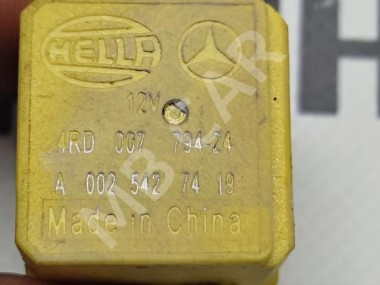 HELLA
12V
4RD 007 794-24
A 002 542 74 19
Made in China